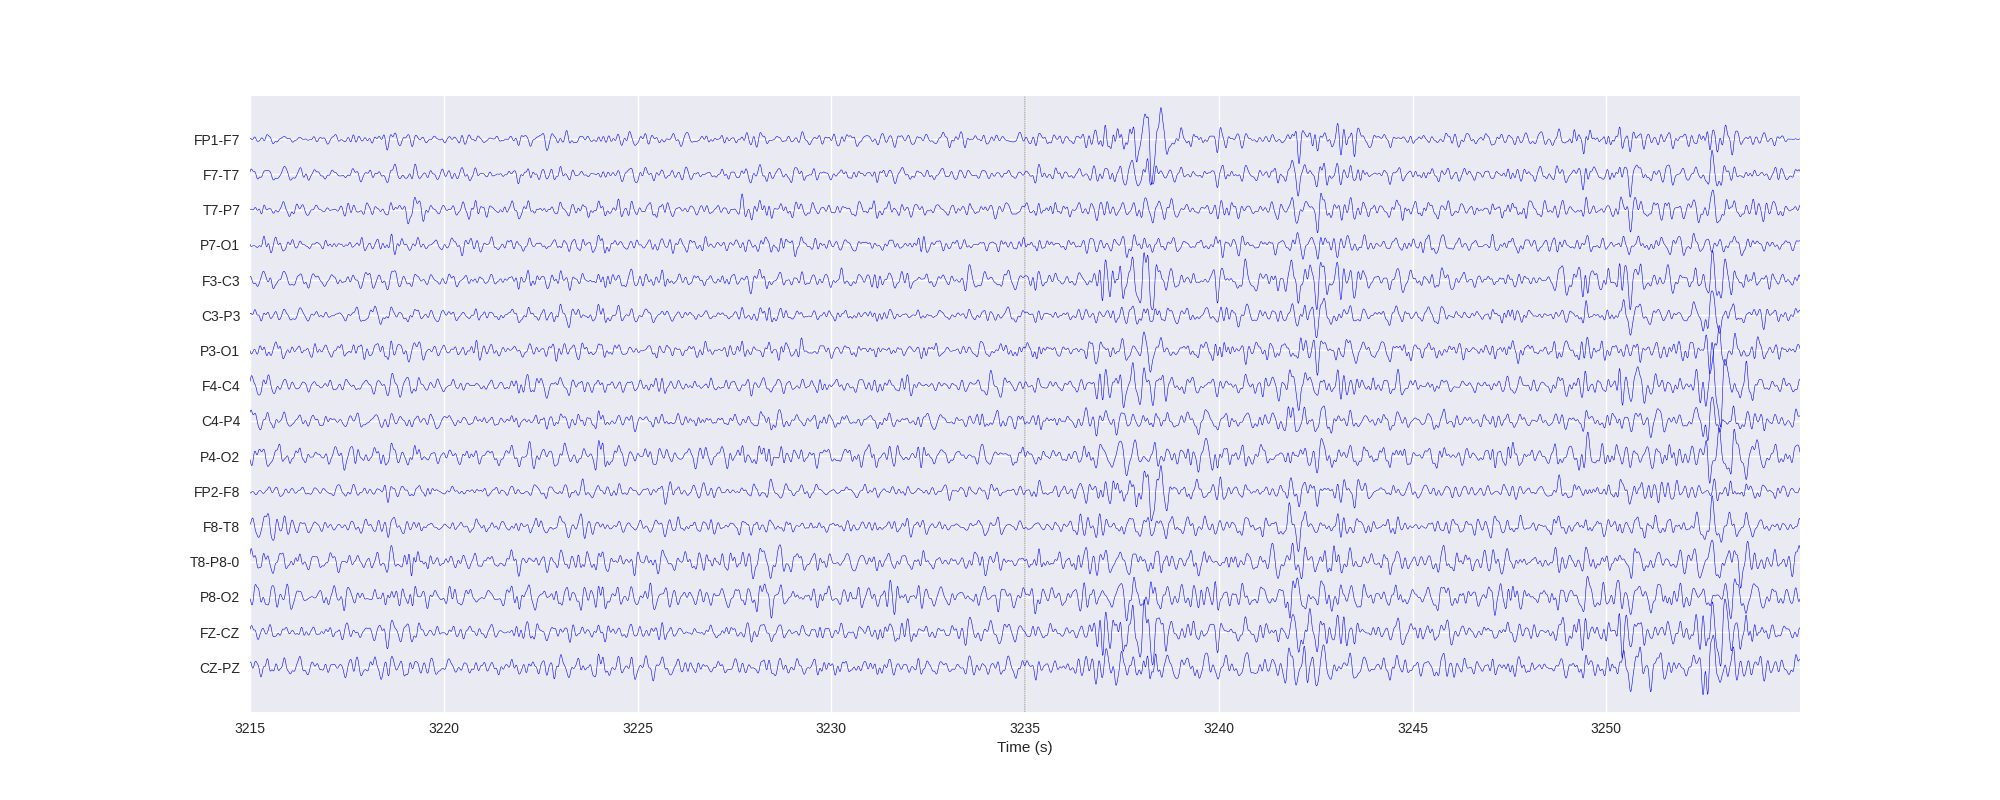 FP1-F7
F7-T7
T7-P7
P7-O1
F3-C3
C3-P3
P3-O1
F4-C4
C4-P4
P4-O2
FP2-F8
F8-T8
T8-P8-0
P8-O2
FZ-CZ
CZ-PZ
3215 3220 3225 3230 3235 3240 3245 3250
Time (s)